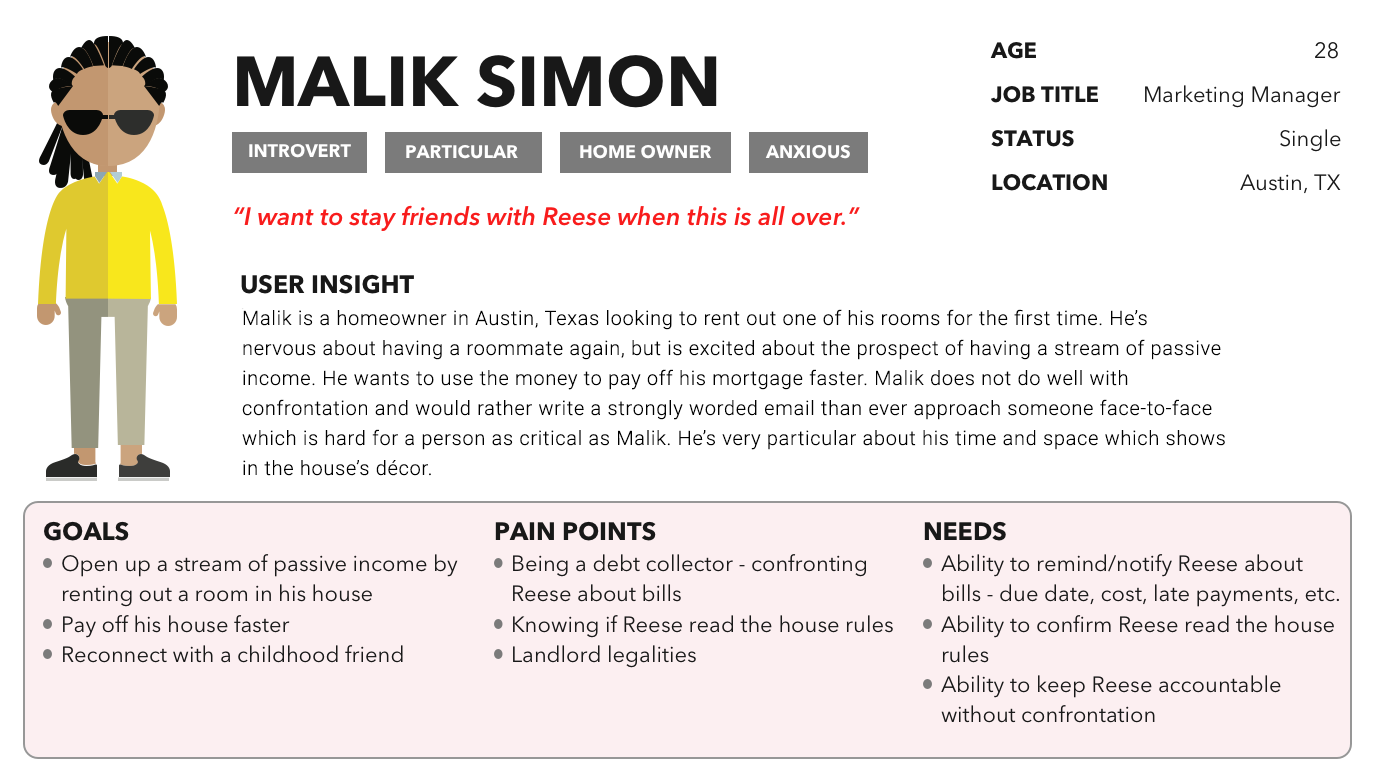 MALIK SIMON
INTROVERT
PARTICULAR
HOME OWNER
ANXIOUS
“I want to stay friends with Reese when this is all over.”
AGE 28
JOB TITLE Marketing Manager
STATUS Single
LOCATION Austin, TX
USER INSIGHT
Malik is a homeowner in Austin, Texas looking to rent out one of his rooms for the first time. He’s
nervous about having a roommate again, but is excited about the prospect of having a stream of passive
income. He wants to use the money to pay off his mortgage faster. Malik does not do well with
confrontation and would rather write a strongly worded email than ever approach someone face-to-face
which is hard for a person as critical as Malik. He’s very particular about his time and space which shows
in the house’s décor.
GOALS
• Open up a stream of passive income by
renting out a room in his house
• Pay off his house faster
• Reconnect with a childhood friend
PAIN POINTS
• Being a debt collector - confronting
Reese about bills
• Knowing if Reese read the house rules
• Landlord legalities
NEEDS
• Ability to remind/notify Reese about
bills - due date, cost, late payments, etc.
• Ability to confirm Reese read the house
rules
• Ability to keep Reese accountable
without confrontation